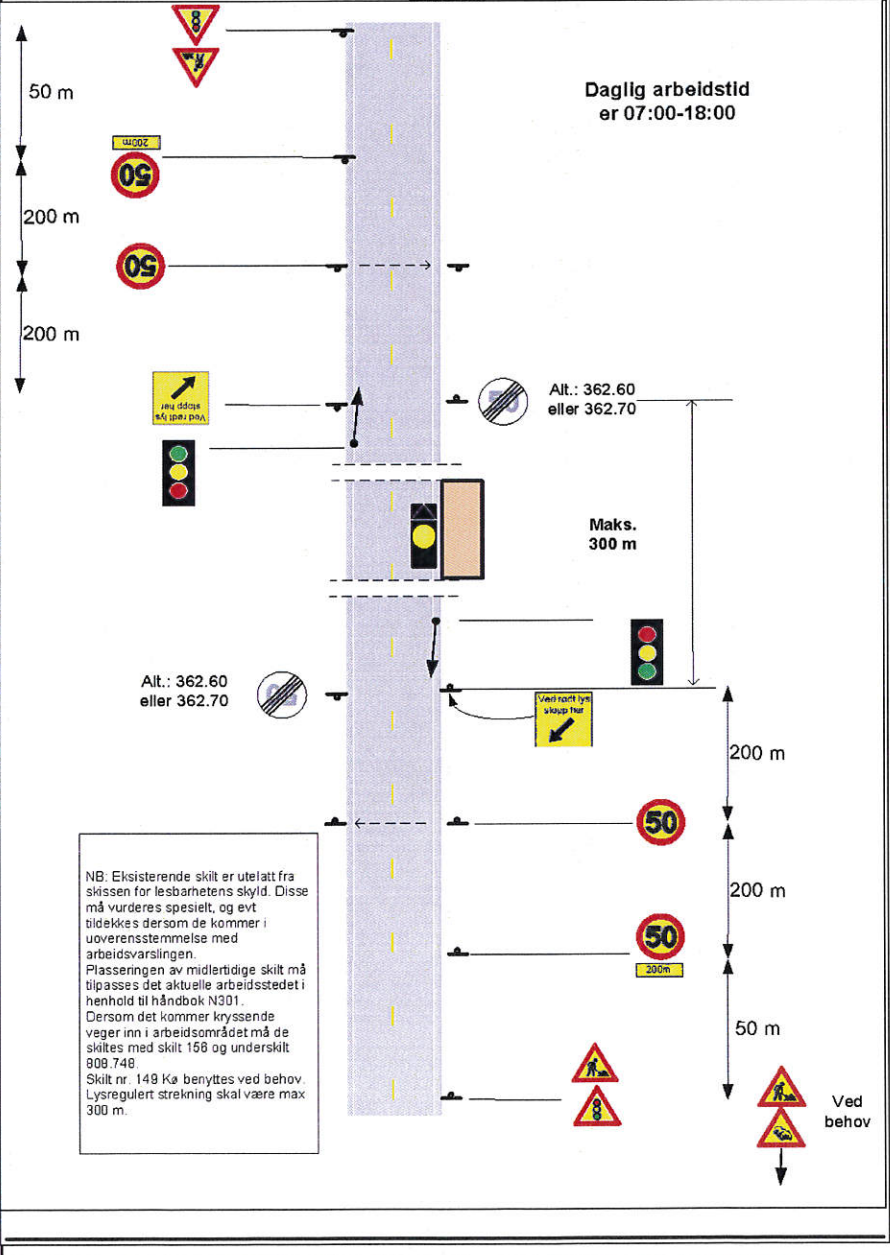 50 m
Daglig arbeidstid
er 07:00-18:00
200m
50
200 m
50
200 m
Ved rødt lys
stopp her
Alt.: 362.60
eller 362.70
Maks.
300 m
Alt.: 362.60
eller 362.70
Ved rødt lys
stopp her
200 m
50
NB: Eksisterende skilt er utelatt fra
skissen for lesbarhetens skyld. Disse
må vurderes spesielt, og evt
tildekkes dersom de kommer i
uoverensstemmelse med
arbeidsvarslingen.
Plasseringen av midlertidige skilt må
tilpasses det aktuelle arbeidsstedet i
henhold til håndbok N301.
Dersom det kommer kryssende
veger inn i arbeidsområdet må de
skiltes med skilt 156 og underskilt
808.748.
Skilt nr. 149 Kø benyttes ved behov.
Lysregulert strekning skal være max
300 m.
200 m
50
200m
50 m
Ved
behov